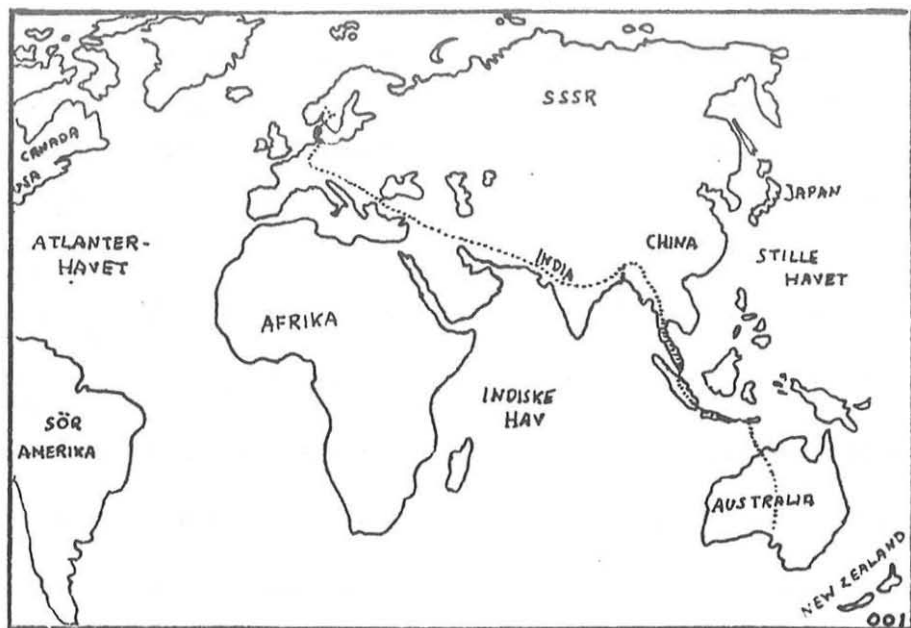 SSSR
CANADA
USA
JAPAN
ATLANTER-
HAVET
CHINA
INDIA
STILLE
HAVET
AFRIKA
INDISKE
HAV
SÖR
AMERIKA
AUSTRALIA
NEW ZEALAND
001